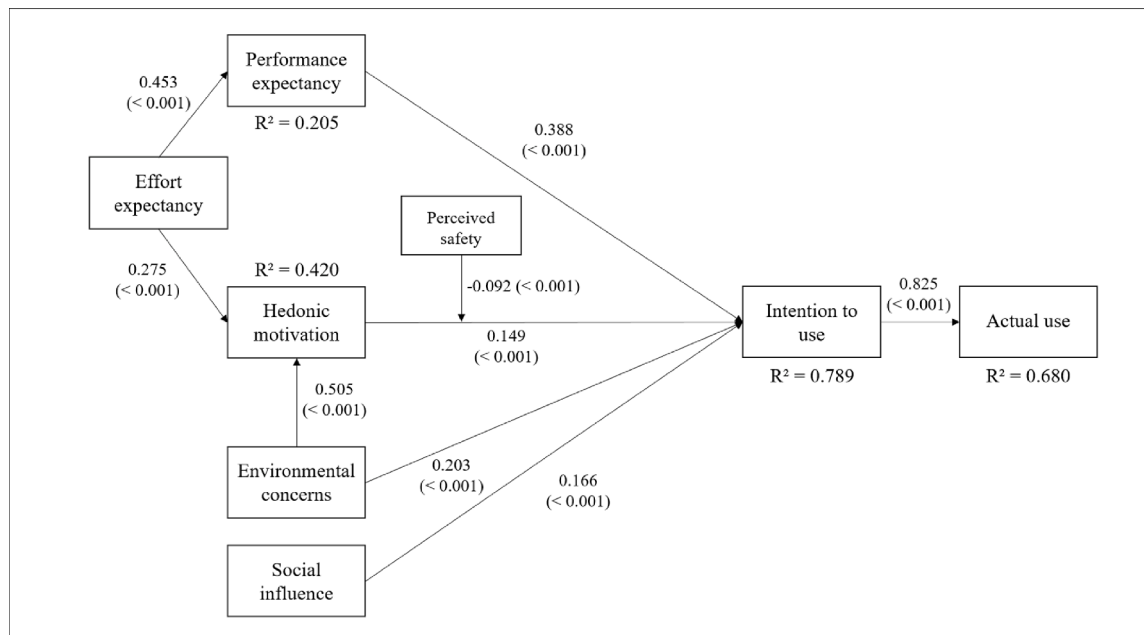 Performance
expectancy
R² = 0.205
0.453
(< 0.001)
0.388
(< 0.001)
Effort
expectancy
Perceived
safety
0.275
(< 0.001)
R² = 0.420
-0.092 (< 0.001)
Hedonic
motivation
0.149
(< 0.001)
Intention to
use
R² = 0.789
0.825
(< 0.001)
Actual use
R² = 0.680
0.505
(< 0.001)
Environmental
concerns
0.203
(< 0.001)
0.166
(< 0.001)
Social
influence